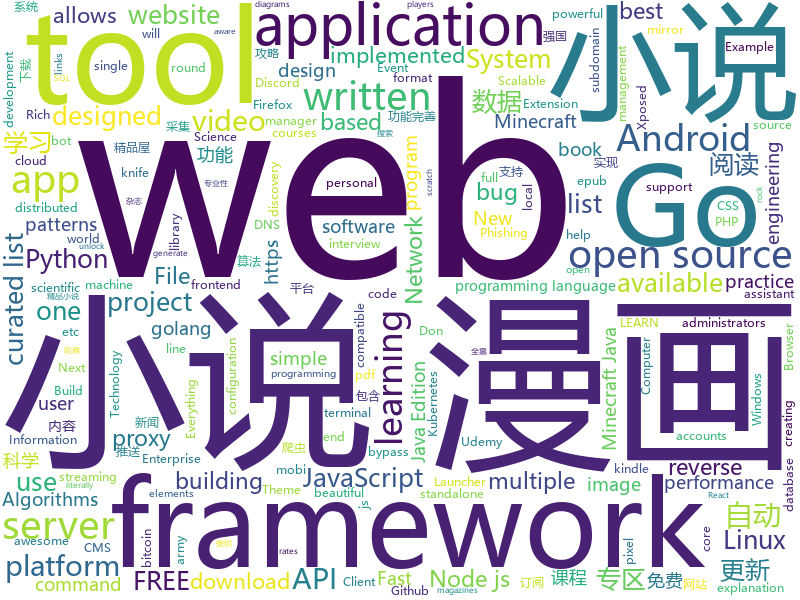 系统 diagrams players aware
allows website
will
小说
best 攻略 powerful mirror
强国 Example
development
tool application
single written implemented System
links round Discord design Event format
下载 SQL Firefox
subdomain
management Xposed
designed video based Scalable
数据 Minecraft Extension
Android
source
Rich bot manager courses
采集 Science 功能完善
学习 cloud 精品屋 功能
web
app knife 专业性 personal
discovery
program
book 搜索 实现
bug list epub 支持
full local
阅读 engineering
Go
distributed patterns world library
DNS
software
New Phishing scratch
support CSS PHP rock
Python unlock scientific machine generate
File interview
https 算法 help
Network
programming language open
open source
curated list
project frontend 平台 code
available practice assistant
one golang line
compatible
etc simple programming
learning
Don
LEARN administrators
Next
Build
user
Technology
configuration
pdf 包含
Java Edition
Kubernetes
Minecraft Java
Everything
Computer
Windows
Browser
creating
内容 新闻 end terminal 全靠
小说 漫画
Information proxy 推送 Enterprise 爬虫 bypass Udemy
accounts
科学 use building streaming Theme beautiful js
mobi Launcher standalone kindle
reverse
database
Algorithms literally JavaScript multiple image performance
elements React
server framework
自动
platform CMS
bitcoin
army
FREE download API Fast Client Node js 订阅 课程 专区 免费 网站
pixel
core
Linux
更新
command 哈佛 awesome rates Github magazines 杂志 explanation
精品小说 提供